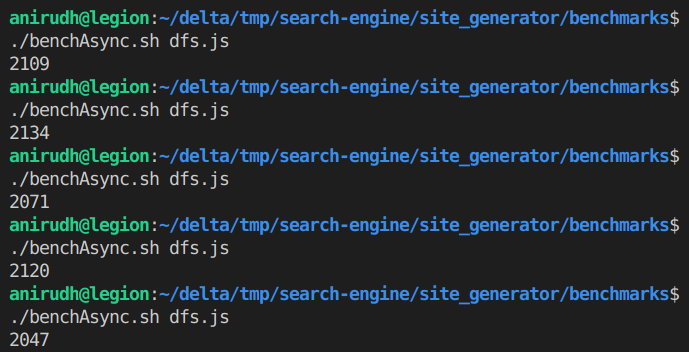 anirudh@legion:~/delta/tmp/search-engine/site_generator/benchmarks$
./benchAsync.sh dfs.js
2109
anirudh@legion:~/delta/tmp/search-engine/site_generator/benchmarks$
./benchAsync.sh dfs.js
2134
anirudh@legion:~/delta/tmp/search-engine/site_generator/benchmarks$
./benchAsync.sh dfs.js
2071
anirudh@legion:~/delta/tmp/search-engine/site_generator/benchmarks$
./benchAsync.sh dfs.js
2120
anirudh@legion:~/delta/tmp/search-engine/site_generator/benchmarks$
./benchAsync.sh dfs.js
2047